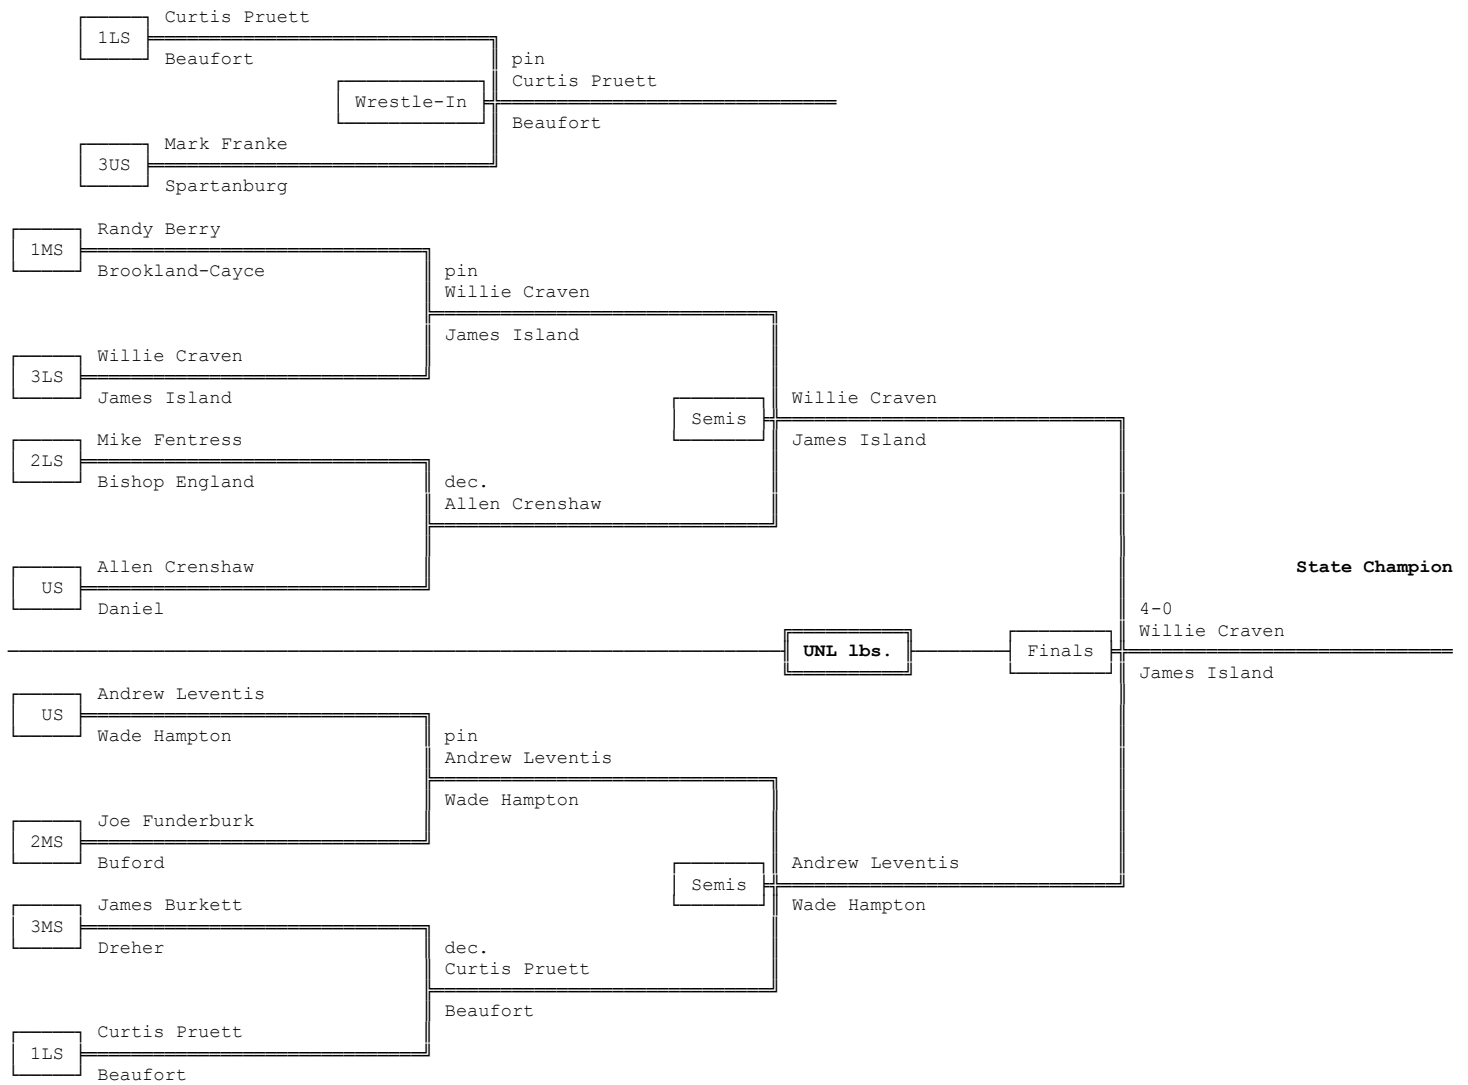 Curtis Pruett
1LS
Beaufort
pin
Curtis Pruett
Wrestle-In
Beaufort
Mark Franke
3US
Spartanburg
Randy Berry
1MS
Brookland-Cayce
pin
Willie Craven
James Island
Willie Craven
3LS
James Island
Willie Craven
Semis
James Island
Mike Fentress
2LS
Bishop England
dec.
Allen Crenshaw
Allen Crenshaw
US
Daniel
State Champion
4-0
Willie Craven
UNL lbs.
Finals
James Island
Andrew Leventis
US
Wade Hampton
pin
Andrew Leventis
Wade Hampton
Joe Funderburk
2MS
Buford
Andrew Leventis
Semis
Wade Hampton
James Burkett
3MS
Dreher
dec.
Curtis Pruett
Beaufort
Curtis Pruett
1LS
Beaufort